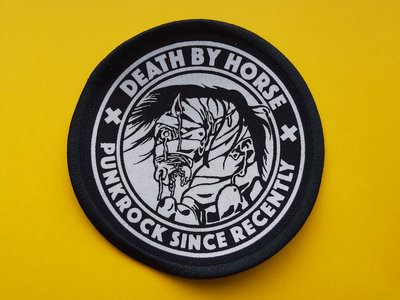 DEATH BY HORSE
PUNKROCK SINCE RECENTLY